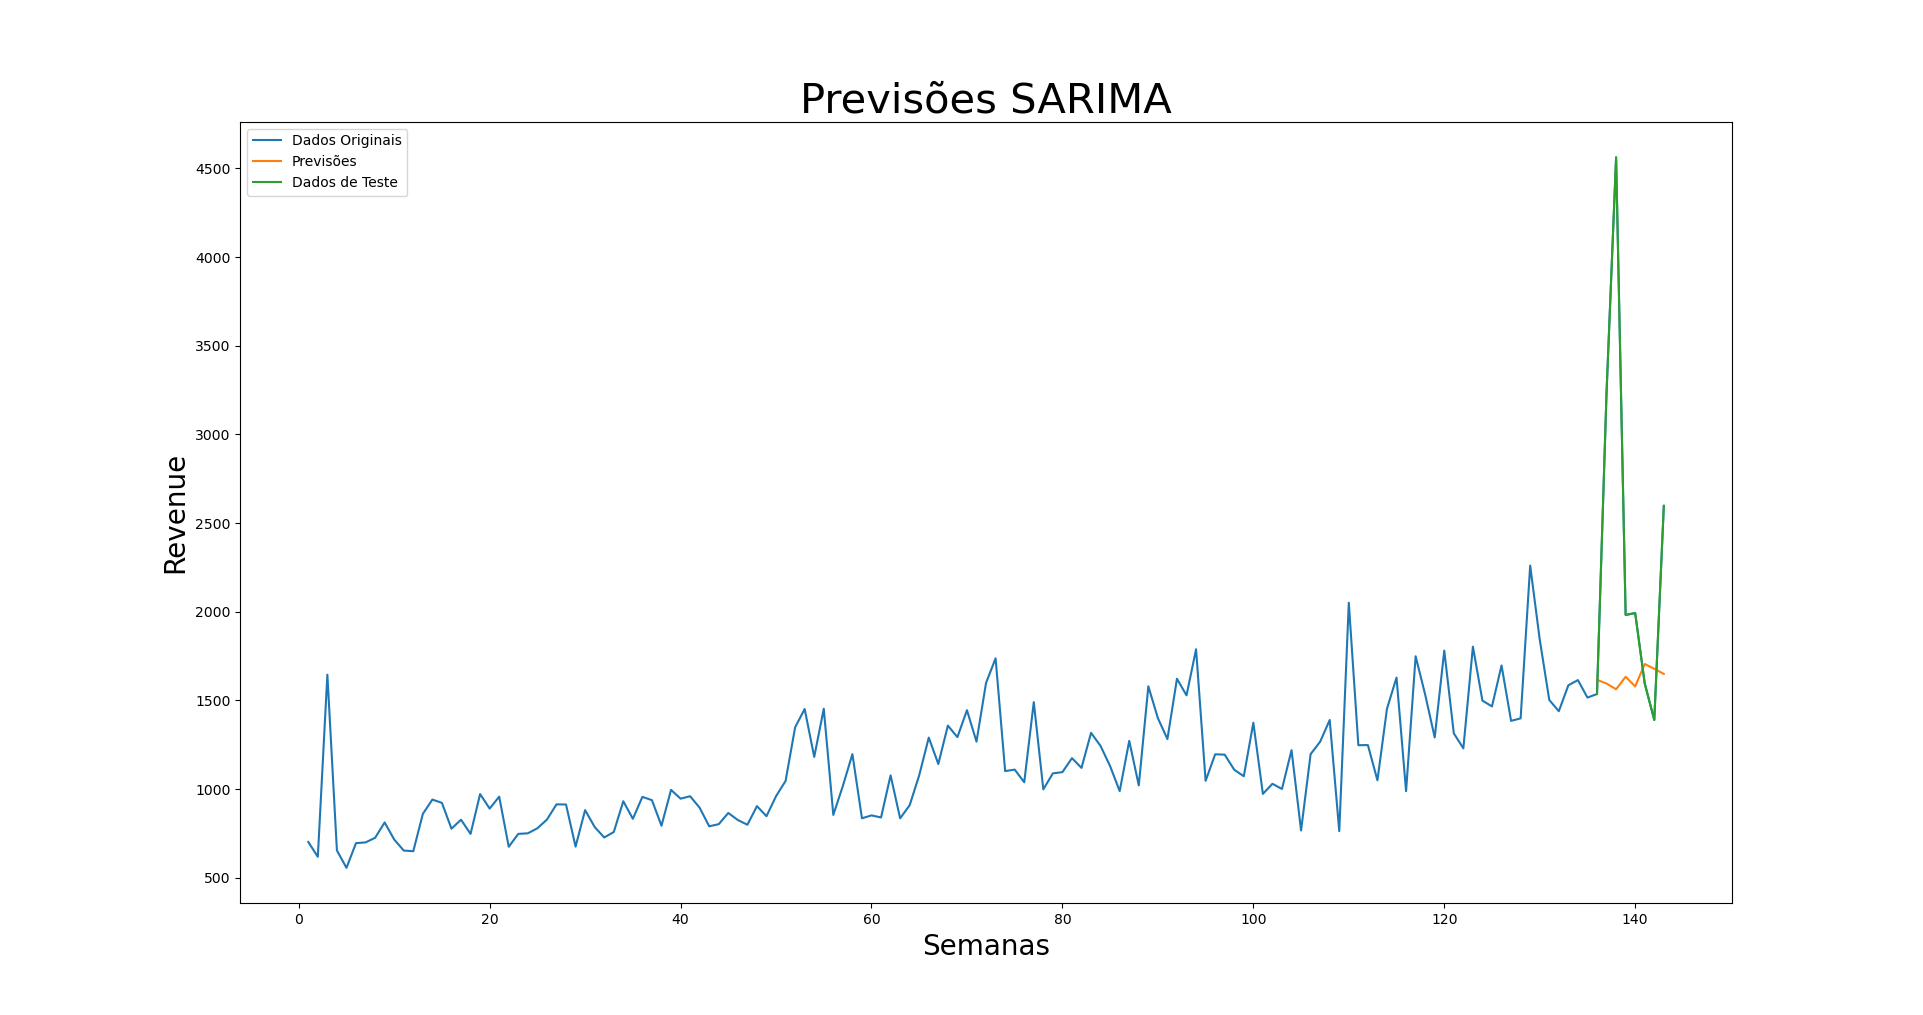 Previsões SARIMA
Dados Originais
Previsões
Dados de Teste
4500
4000
3500
3000
2500
2000
1500
1000
500
Revenue
0 20 40 60 80 100 120 140
Semanas